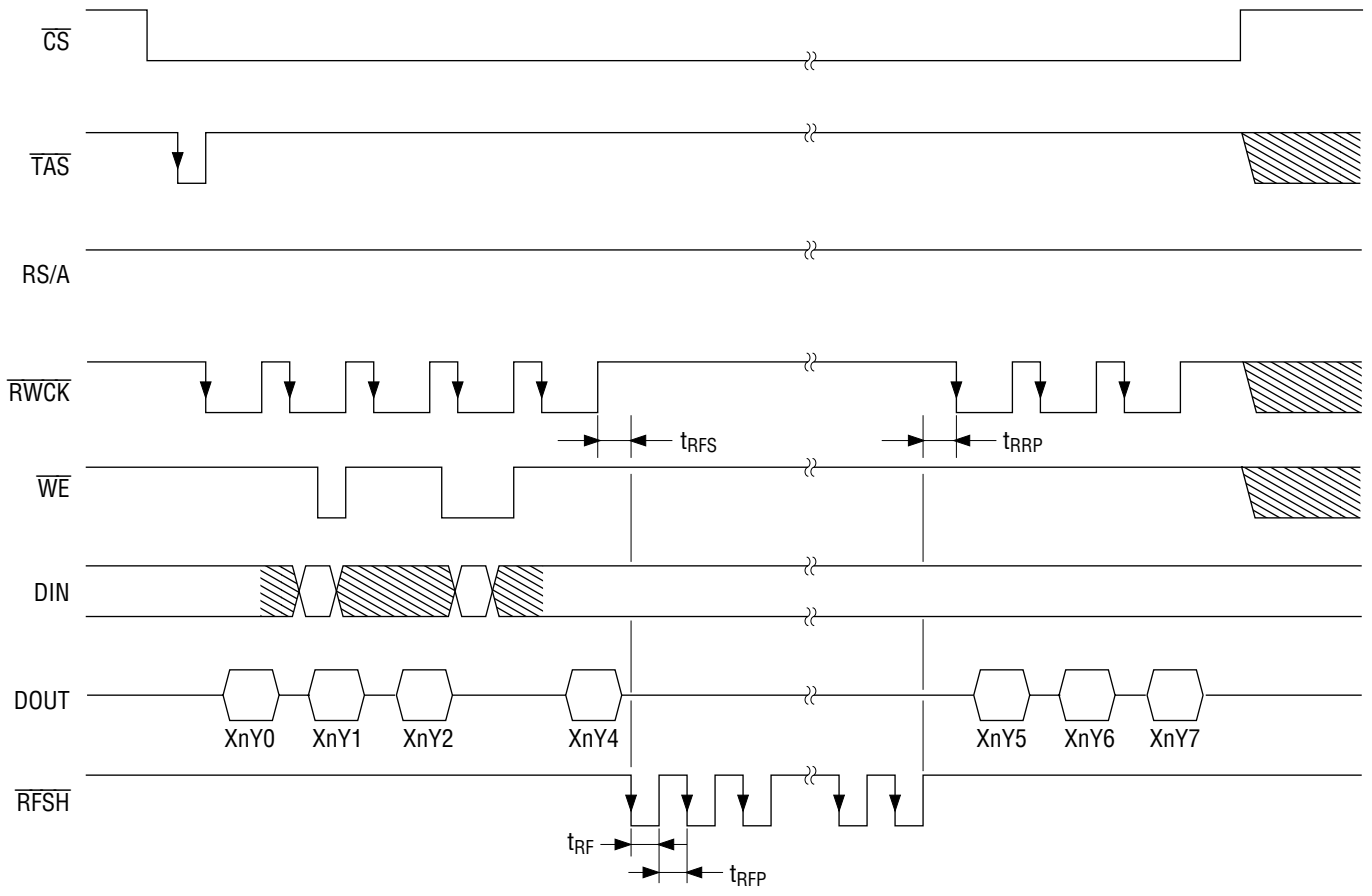 CS
TAS
RS/A
RWCK
tRFS
tRRP
WE
DIN
DOUT
XnY0 XnY1 XnY2 XnY4 XnY5 XnY6 XnY7
RFSH
tRF
tRFP